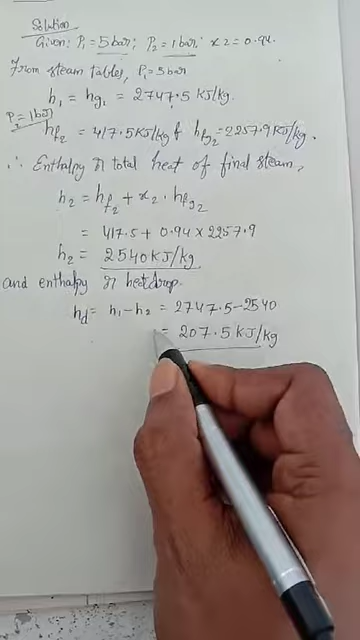 Solution
Given: P₁ = 5 bar; P₂ = 1 bar; x₂ = 0.94.
From steam tables, P₁ = 5 bar
h₁ = hg₁ = 2747.5 KJ/kg.
P₂ = 1 bar
hf₂ = 417.5 KJ/kg & hfg₂ = 2257.9 KJ/kg.
∴ Enthalpy or total heat of final steam,
h₂ = hf₂ + x₂ . hfg₂
= 417.5 + 0.94 × 2257.9
h₂ = 2540 KJ/kg
and enthalpy or heat drop.
hd = h₁ - h₂ = 2747.5 - 2540
= 207.5 KJ/kg